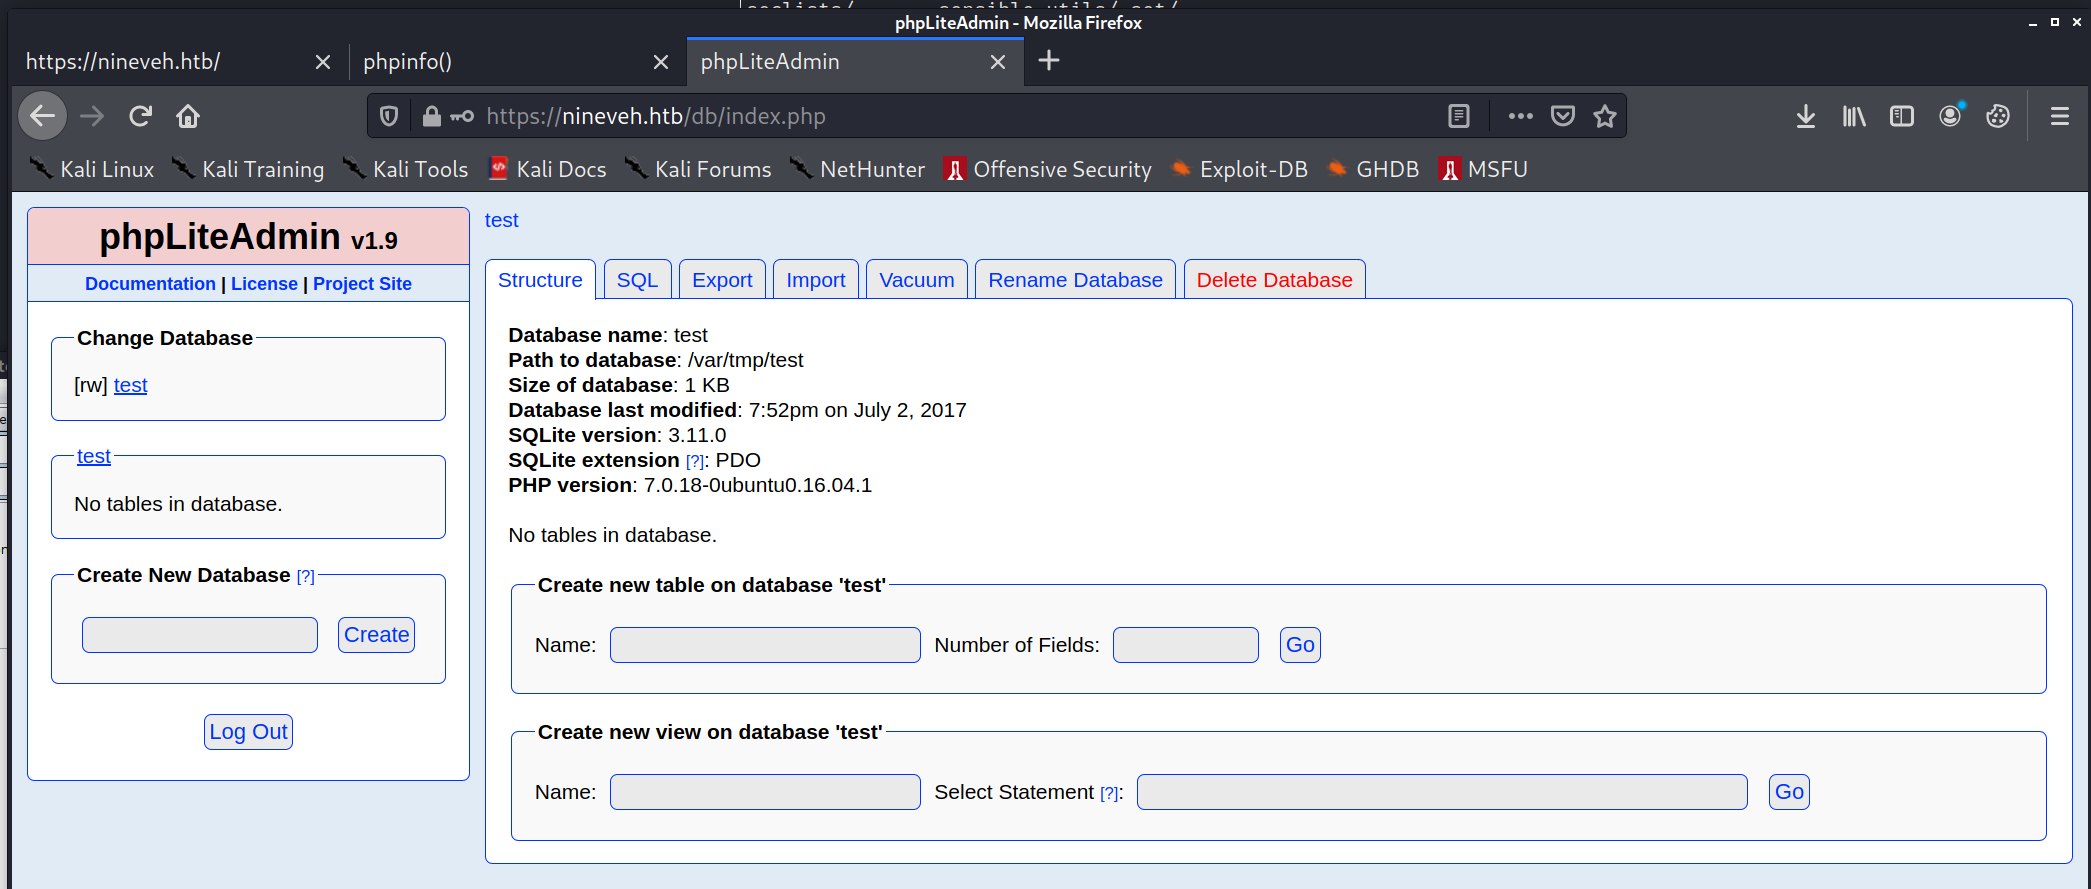 phpLiteAdmin - Mozilla Firefox
https://nineveh.htb/
phpinfo()
phpLiteAdmin
https://nineveh.htb/db/index.php
Kali Linux Kali Training Kali Tools Kali Docs Kali Forums NetHunter Offensive Security Exploit-DB GHDB MSFU
phpLiteAdmin v1.9
Documentation | License | Project Site
Change Database
[rw] test
test
No tables in database.
Create New Database [?]
Create
Log Out
test
Structure SQL Export Import Vacuum Rename Database Delete Database
Database name: test
Path to database: /var/tmp/test
Size of database: 1 KB
Database last modified: 7:52pm on July 2, 2017
SQLite version: 3.11.0
SQLite extension [?]: PDO
PHP version: 7.0.18-0ubuntu0.16.04.1
No tables in database.
Create new table on database 'test'
Name: Number of Fields: Go
Create new view on database 'test'
Name: Select Statement [?]: Go